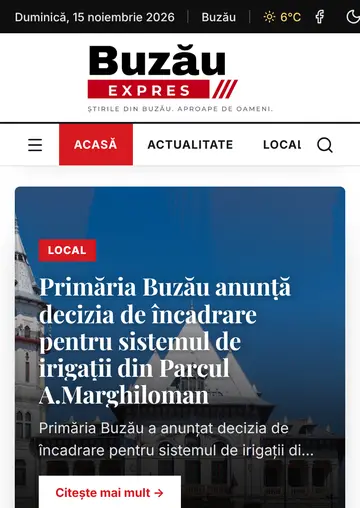 Duminică, 15 noiembrie 2026 Buzău 6°C
Buzău
EXPRES
ȘTIRILE DIN BUZĂU. APROAPE DE OAMENI.
ACASĂ ACTUALITATE LOCAL
LOCAL
Primăria Buzău anunță
decizia de încadrare
pentru sistemul de
irigații din Parcul
A.Marghiloman
Primăria Buzău a anunțat decizia de
încadrare pentru sistemul de irigații di...
Citește mai mult →